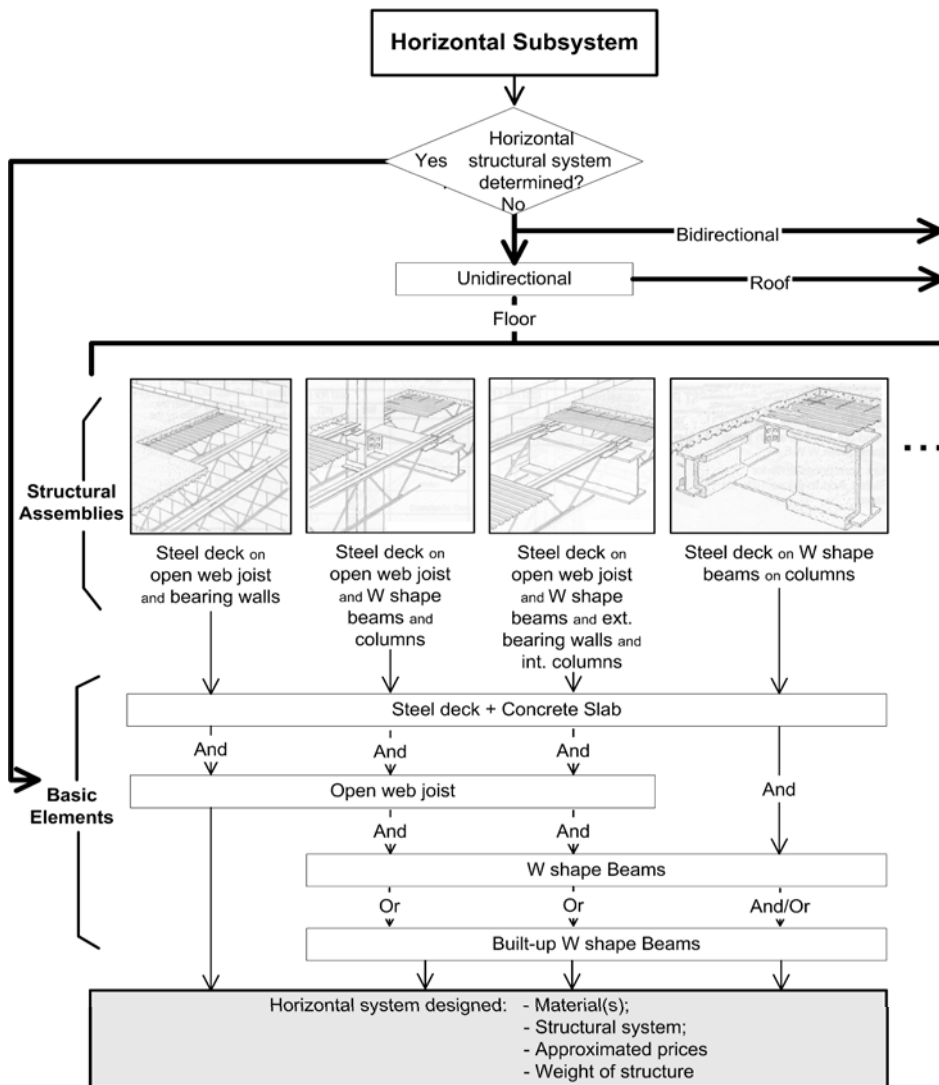 Horizontal Subsystem
Horizontal
Yes structural system
determined?
No
Bidirectional
Unidirectional
Roof
Floor
Structural
Assemblies
Steel deck on
open web joist
and bearing walls
Steel deck on
open web joist
and W shape
beams and
columns
Steel deck on
open web joist
and W shape
beams and ext.
bearing walls and
int. columns
Steel deck on W shape
beams on columns
...
Basic
Elements
Steel deck + Concrete Slab
And And And
And
Open web joist
And And
W shape Beams
Or Or And/Or
Built-up W shape Beams
Horizontal system designed: - Material(s);
- Structural system;
- Approximated prices
- Weight of structure